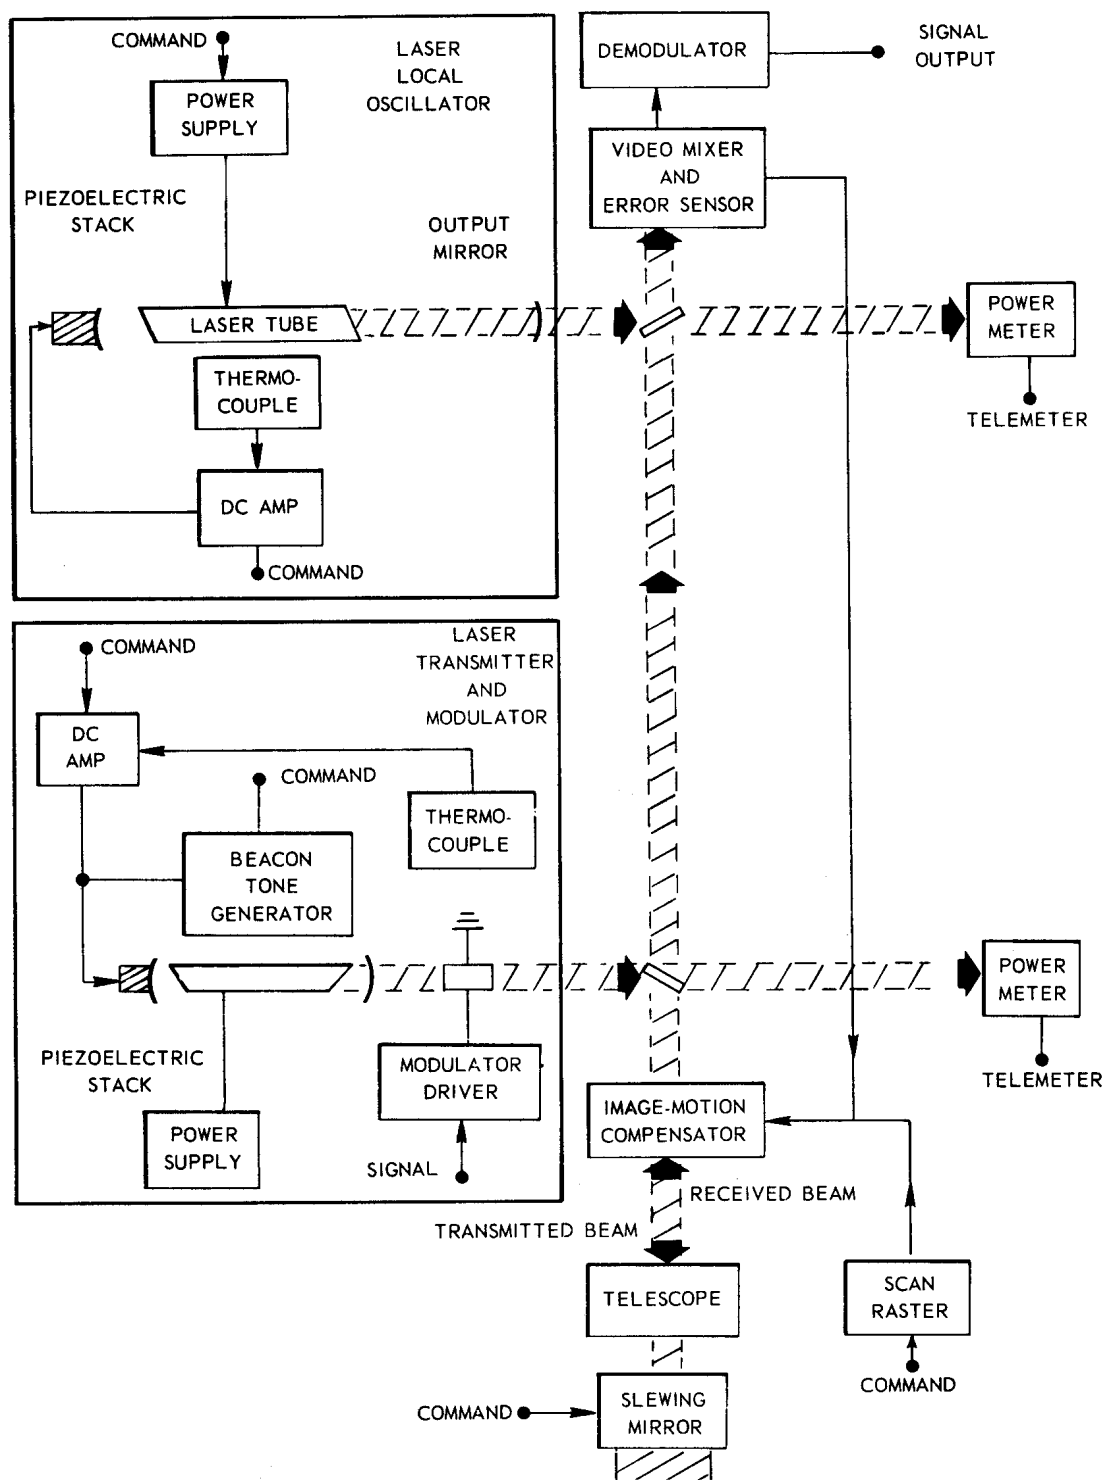 COMMAND
LASER
LOCAL
OSCILLATOR
POWER
SUPPLY
PIEZOELECTRIC
STACK
OUTPUT
MIRROR
LASER TUBE
THERMO-
COUPLE
DC AMP
COMMAND
DEMODULATOR
SIGNAL
OUTPUT
VIDEO MIXER
AND
ERROR SENSOR
POWER
METER
TELEMETER
COMMAND
LASER
TRANSMITTER
AND
MODULATOR
DC
AMP
COMMAND
THERMO-
COUPLE
BEACON
TONE
GENERATOR
PIEZOELECTRIC
STACK
MODULATOR
DRIVER
POWER
SUPPLY
SIGNAL
POWER
METER
TELEMETER
IMAGE-MOTION
COMPENSATOR
RECEIVED BEAM
TRANSMITTED BEAM
TELESCOPE
SCAN
RASTER
COMMAND
COMMAND
SLEWING
MIRROR